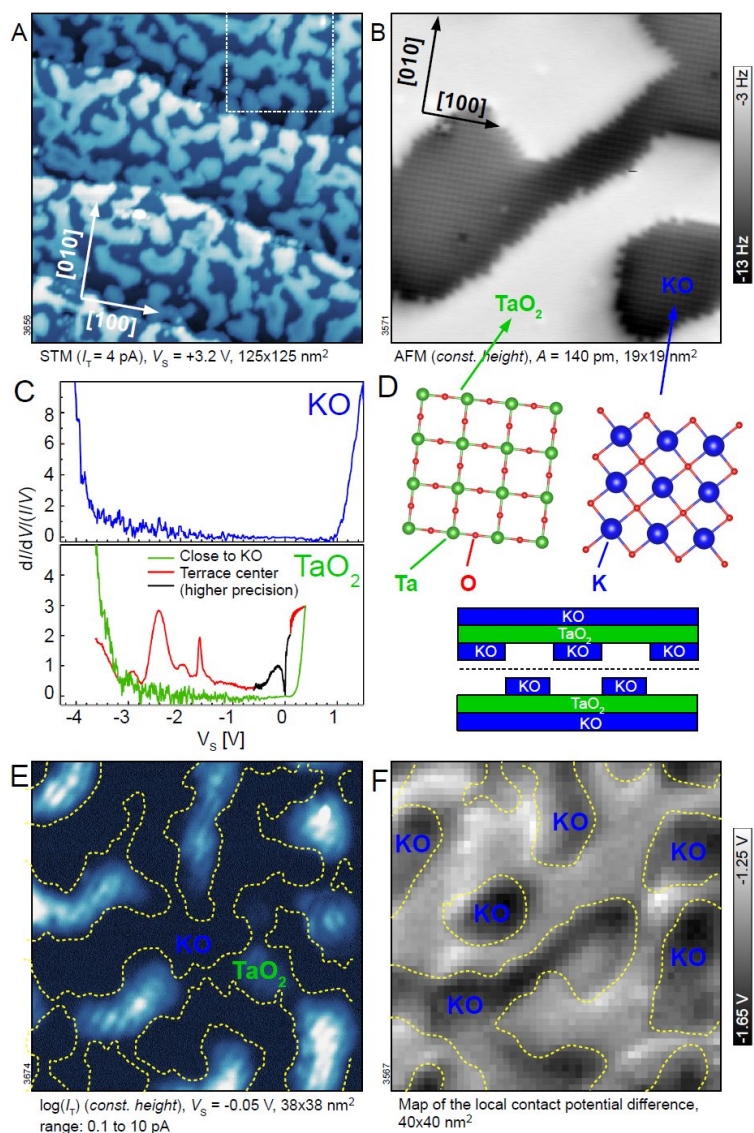 A
[010]
[100]
3656
STM (I_T = 4 pA), V_S = +3.2 V, 125x125 nm²
B
[010]
[100]
TaO₂
KO
3571
AFM (const. height), A = 140 pm, 19x19 nm²
-3 Hz
-13 Hz
C
KO
8
6
4
2
0
dI/dV/(I/V)
Close to KO
Terrace center
(higher precision)
TaO₂
5
4
3
2
1
0
-4 -3 -2 -1 0 1
V_S [V]
D
Ta
O
K
KO
TaO₂
KO KO KO
KO KO
TaO₂
KO
E
KO
TaO₂
3674
log(I_T) (const. height), V_S = -0.05 V, 38x38 nm²
range: 0.1 to 10 pA
F
KO
KO
KO
KO
KO
KO
3567
Map of the local contact potential difference,
40x40 nm²
-1.25 V
-1.65 V